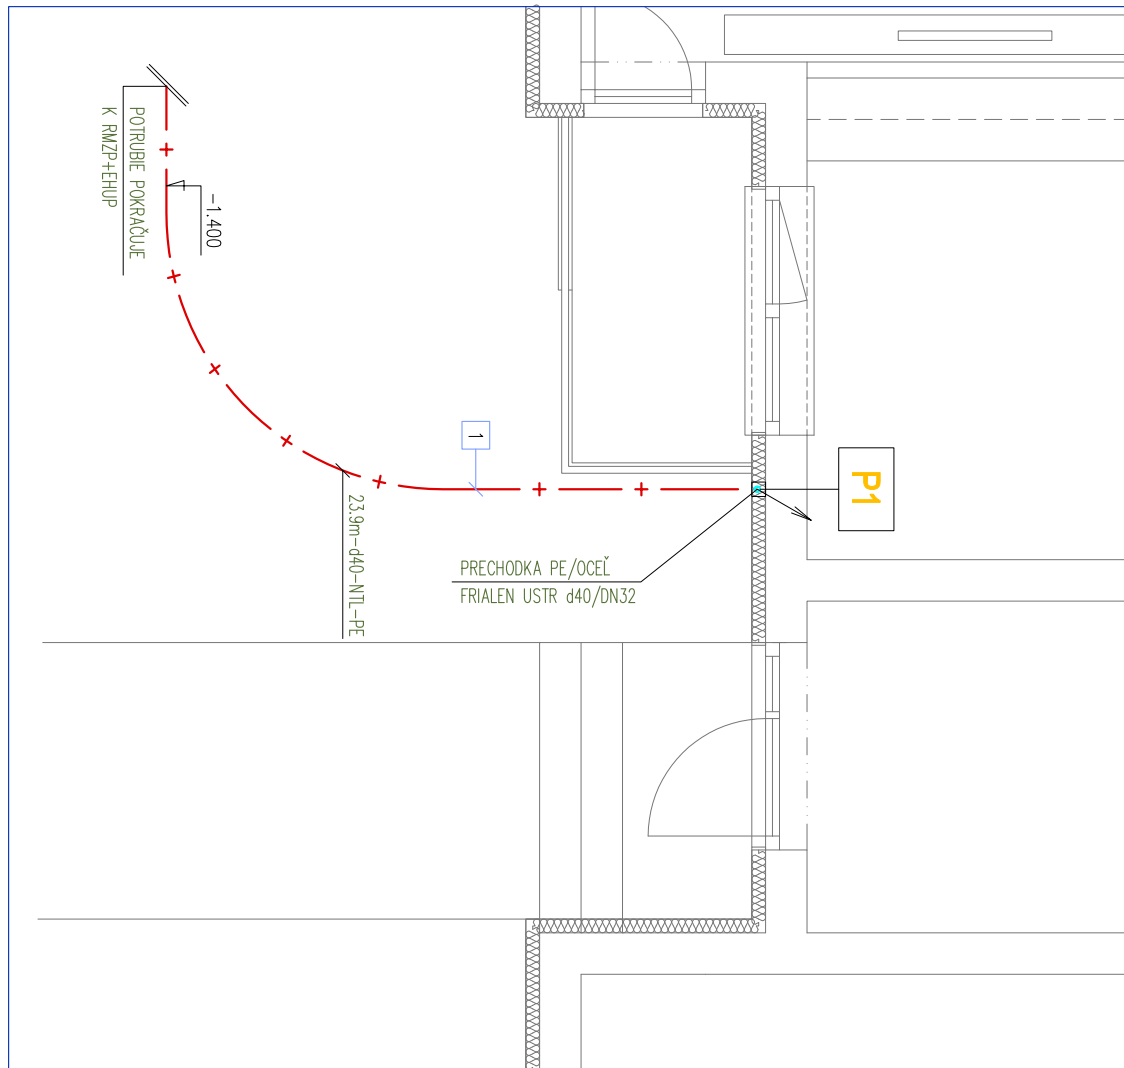 POTRUBIE POKRAČUJE
K RMZP+EHUP
-1.400
1
P1
23.9m-d40-NTL-PE
PRECHODKA PE/OCEĽ
FRIALEN USTR d40/DN32